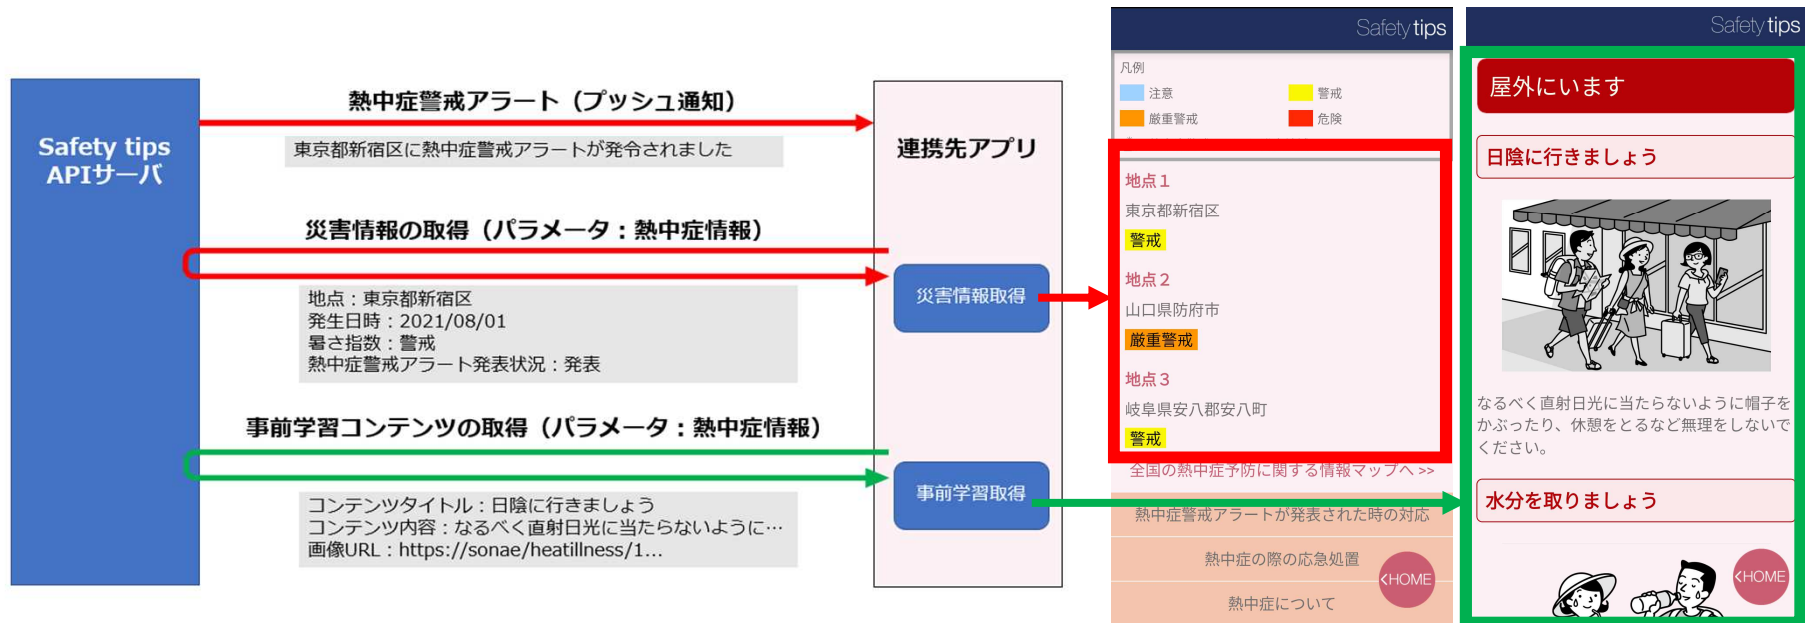 Safety tips
APIサーバ
熱中症警戒アラート（プッシュ通知）
東京都新宿区に熱中症警戒アラートが発令されました
災害情報の取得（パラメータ：熱中症情報）
地点：東京都新宿区
発生日時：2021/08/01
暑さ指数：警戒
熱中症警戒アラート発表状況：発表
事前学習コンテンツの取得（パラメータ：熱中症情報）
コンテンツタイトル：日陰に行きましょう
コンテンツ内容：なるべく直射日光に当たらないように…
画像URL：https://sonae/heatillness/1...
連携先アプリ
災害情報取得
事前学習取得
Safety tips
凡例
注意
警戒
厳重警戒
危険
地点１
東京都新宿区
警戒
地点２
山口県防府市
厳重警戒
地点３
岐阜県安八郡安八町
警戒
全国の熱中症予防に関する情報マップへ >>
熱中症警戒アラートが発表された時の対応
熱中症の際の応急処置
熱中症について
<HOME
Safety tips
屋外にいます
日陰に行きましょう
なるべく直射日光に当たらないように帽子を
かぶったり、休憩をとるなど無理をしないで
ください。
水分を取りましょう
<HOME